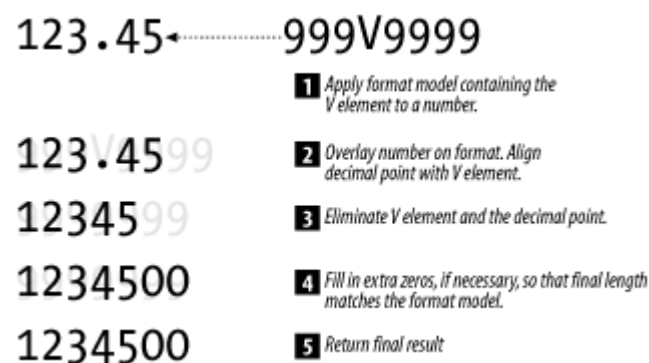 123.45 999V9999
1 Apply format model containing the
V element to a number.
123.4599
2 Overlay number on format. Align
decimal point with V element.
1234599
3 Eliminate V element and the decimal point.
1234500
4 Fill in extra zeros, if necessary, so that final length
matches the format model.
1234500
5 Return final result